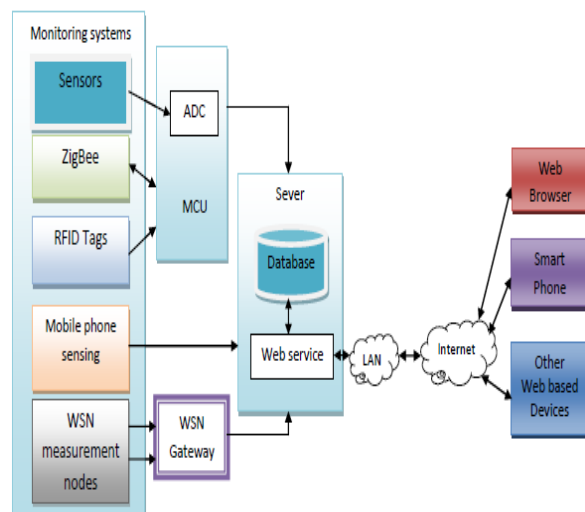 Monitoring systems
Sensors
ZigBee
RFID Tags
Mobile phone
sensing
WSN
measurement
nodes
ADC
MCU
WSN
Gateway
Sever
Database
Web service
LAN
Internet
Web
Browser
Smart
Phone
Other
Web based
Devices